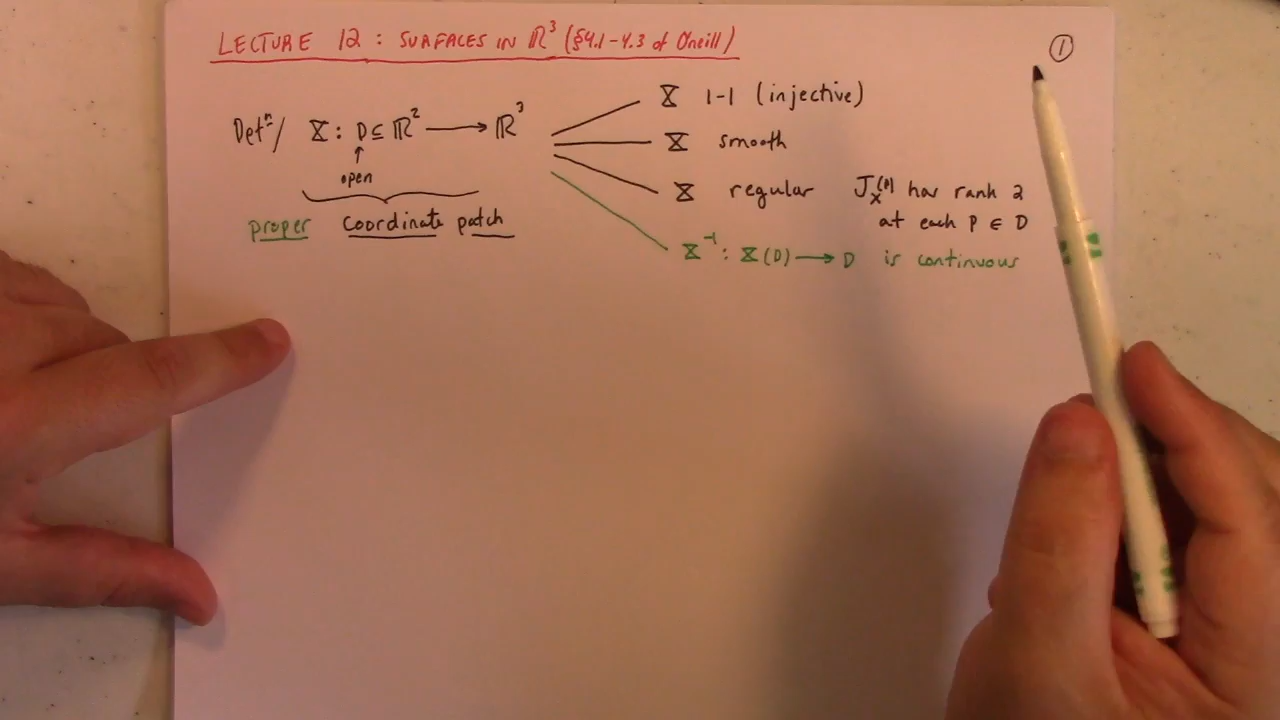 LECTURE 12 : SURFACES IN ℝ³ (§4.1-4.3 of Oneill)
①
Defⁿ/ X : D ⊆ ℝ² ⟶ ℝ³
↑
open
proper coordinate patch
X 1-1 (injective)
X smooth
X regular J_X(p) has rank 2
at each p ∈ D
X⁻¹ : X(D) ⟶ D is continuous